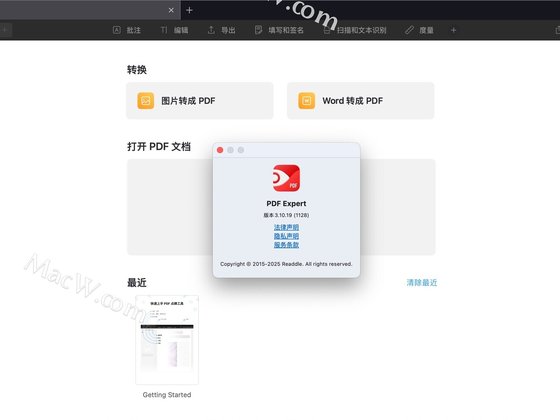 MacW.com
批注
编辑
导出
填写和签名
扫描和文本识别
度量
转换
图片转成 PDF
Word 转成 PDF
打开 PDF 文档
PDF
PDF Expert
版本 3.10.19 (1128)
法律声明
隐私声明
服务条款
Copyright © 2015-2025 Readdle. All rights reserved.
MacW.com
最近
清除最近
快速上手 PDF 必读工具
Getting Started